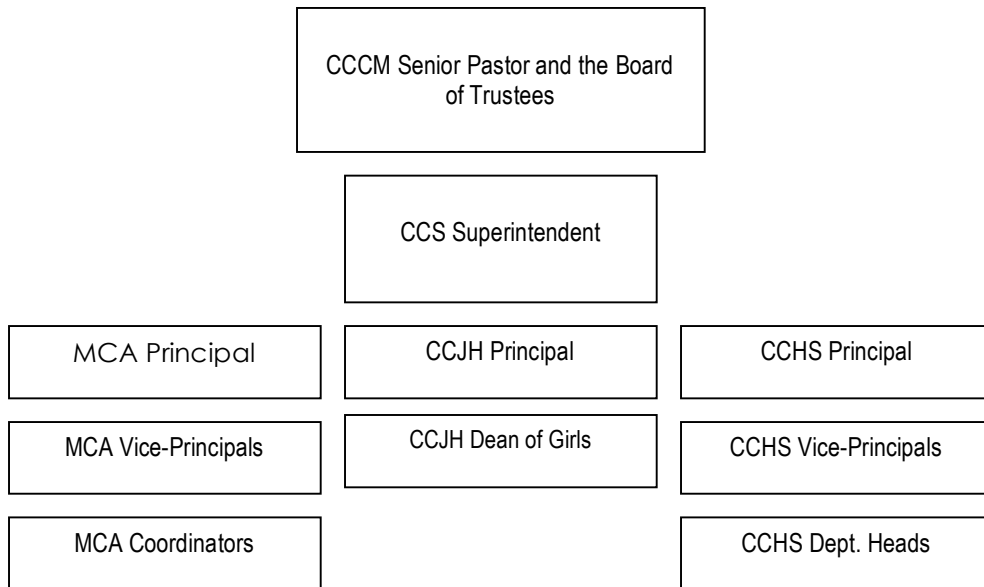 CCCM Senior Pastor and the Board
of Trustees
CCS Superintendent
MCA Principal
CCJH Principal
CCHS Principal
MCA Vice-Principals
CCJH Dean of Girls
CCHS Vice-Principals
MCA Coordinators
CCHS Dept. Heads